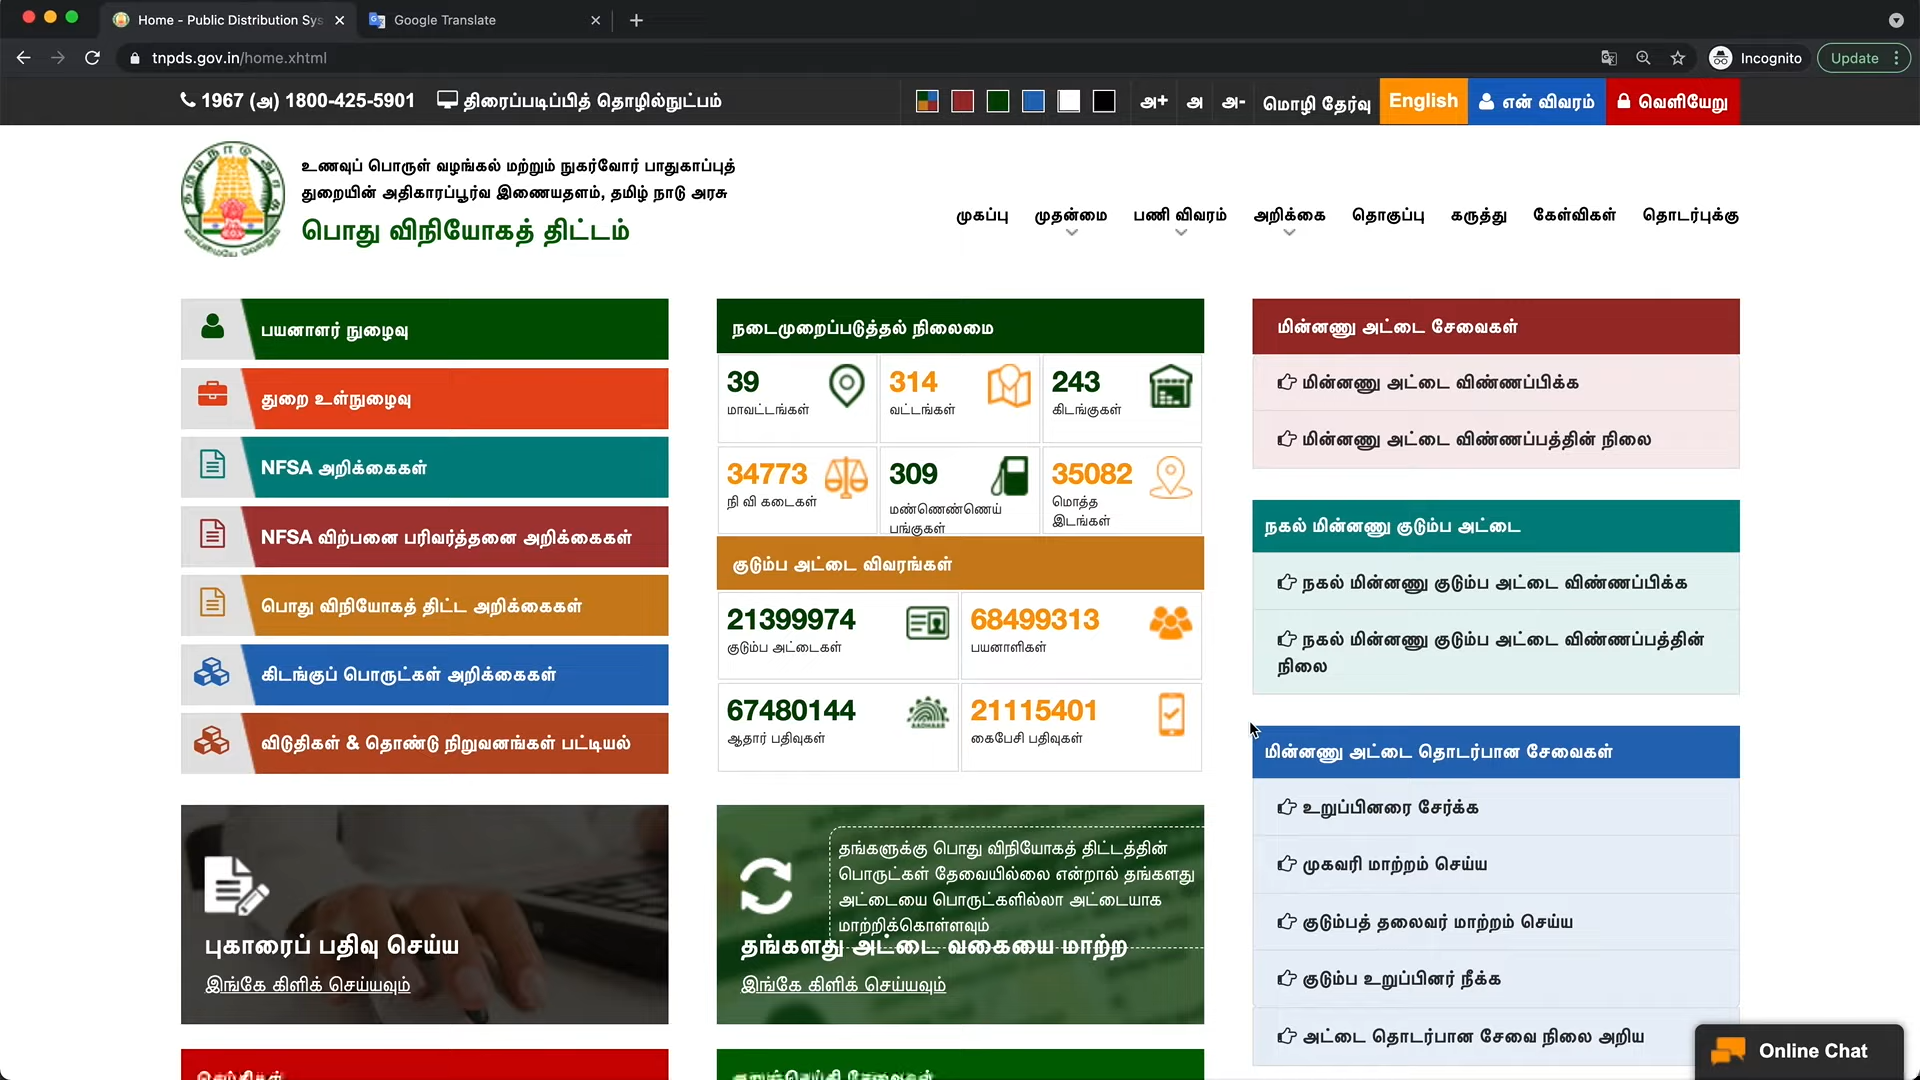 Home - Public Distribution Sys
Google Translate
tnpds.gov.in/home.xhtml
Incognito
Update
1967 (அ) 1800-425-5901
திரைப்படிப்பித் தொழில்நுட்பம்
அ+
அ
அ-
மொழி தேர்வு
English
என் விவரம்
வெளியேறு
உணவுப் பொருள் வழங்கல் மற்றும் நுகர்வோர் பாதுகாப்புத்
துறையின் அதிகாரப்பூர்வ இணையதளம், தமிழ் நாடு அரசு
பொது விநியோகத் திட்டம்
முகப்பு
முதன்மை
பணி விவரம்
அறிக்கை
தொகுப்பு
கருத்து
கேள்விகள்
தொடர்புக்கு
பயனாளர் நுழைவு
துறை உள்நுழைவு
NFSA அறிக்கைகள்
NFSA விற்பனை பரிவர்த்தனை அறிக்கைகள்
பொது விநியோகத் திட்ட அறிக்கைகள்
கிடங்குப் பொருட்கள் அறிக்கைகள்
விடுதிகள் & தொண்டு நிறுவனங்கள் பட்டியல்
நடைமுறைப்படுத்தல் நிலைமை
39
மாவட்டங்கள்
314
வட்டங்கள்
243
கிடங்குகள்
34773
நி வி கடைகள்
309
மண்ணெண்ணெய்
பங்குகள்
35082
மொத்த
இடங்கள்
குடும்ப அட்டை விவரங்கள்
21399974
குடும்ப அட்டைகள்
68499313
பயனாளிகள்
67480144
ஆதார் பதிவுகள்
AADHAAR
21115401
கைபேசி பதிவுகள்
மின்னணு அட்டை சேவைகள்
மின்னணு அட்டை விண்ணப்பிக்க
மின்னணு அட்டை விண்ணப்பத்தின் நிலை
நகல் மின்னணு குடும்ப அட்டை
நகல் மின்னணு குடும்ப அட்டை விண்ணப்பிக்க
நகல் மின்னணு குடும்ப அட்டை விண்ணப்பத்தின்
நிலை
மின்னணு அட்டை தொடர்பான சேவைகள்
உறுப்பினரை சேர்க்க
முகவரி மாற்றம் செய்ய
குடும்பத் தலைவர் மாற்றம் செய்ய
குடும்ப உறுப்பினர் நீக்க
அட்டை தொடர்பான சேவை நிலை அறிய
புகாரைப் பதிவு செய்ய
இங்கே கிளிக் செய்யவும்
தங்களுக்கு பொது விநியோகத் திட்டத்தின்
பொருட்கள் தேவையில்லை என்றால் தங்களது
அட்டையை பொருட்களில்லா அட்டையாக
மாற்றிக்கொள்ளவும்
தங்களது அட்டை வகையை மாற்ற
இங்கே கிளிக் செய்யவும்
Online Chat